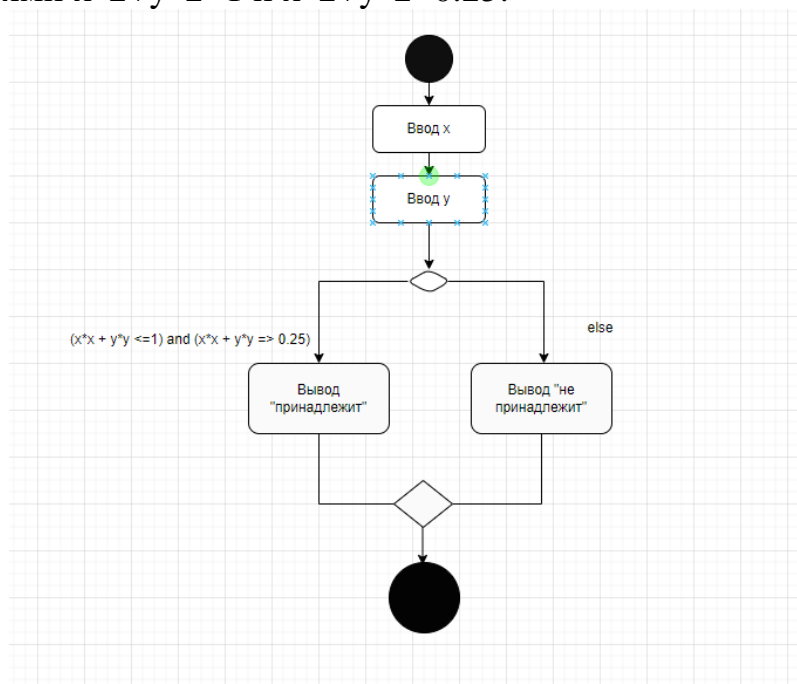 Ввод x
Ввод y
(x*x + y*y <=1) and (x*x + y*y => 0.25)
else
Вывод
"принадлежит"
Вывод "не
принадлежит"